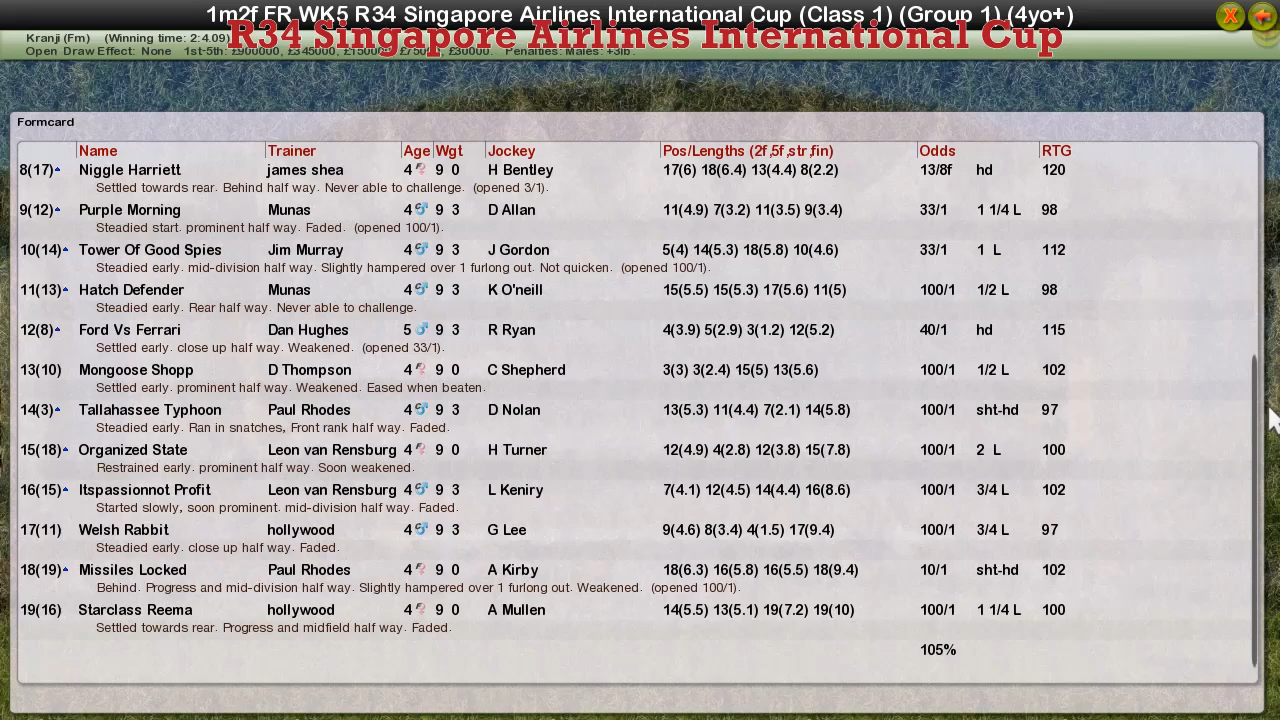 1m2f FR WK5 R34 Singapore Airlines International Cup (Class 1) (Group 1) (4yo+)
R34 Singapore Airlines International Cup
Kranji (Fm) (Winning time: 2:4.09)
Open Draw Effect: None 1st-5th: £900000, £345000, £150000, £75000, £30000. Penalties: Males: +3lb.
Formcard
Name Trainer Age Wgt Jockey Pos/Lengths (2f,5f,str,fin) Odds RTG
8(17) Niggle Harriett james shea 4 9 0 H Bentley 17(6) 18(6.4) 13(4.4) 8(2.2) 13/8f hd 120
Settled towards rear. Behind half way. Never able to challenge. (opened 3/1).
9(12) Purple Morning Munas 4 9 3 D Allan 11(4.9) 7(3.2) 11(3.5) 9(3.4) 33/1 1 1/4 L 98
Steadied start. prominent half way. Faded. (opened 100/1).
10(14) Tower Of Good Spies Jim Murray 4 9 3 J Gordon 5(4) 14(5.3) 18(5.8) 10(4.6) 33/1 1 L 112
Steadied early. mid-division half way. Slightly hampered over 1 furlong out. Not quicken. (opened 100/1).
11(13) Hatch Defender Munas 4 9 3 K O'neill 15(5.5) 15(5.3) 17(5.6) 11(5) 100/1 1/2 L 98
Steadied early. Rear half way. Never able to challenge.
12(8) Ford Vs Ferrari Dan Hughes 5 9 3 R Ryan 4(3.9) 5(2.9) 3(1.2) 12(5.2) 40/1 hd 115
Settled early. close up half way. Weakened. (opened 33/1).
13(10) Mongoose Shopp D Thompson 4 9 0 C Shepherd 3(3) 3(2.4) 15(5) 13(5.6) 100/1 1/2 L 102
Settled early. prominent half way. Weakened. Eased when beaten.
14(3) Tallahassee Typhoon Paul Rhodes 4 9 3 D Nolan 13(5.3) 11(4.4) 7(2.1) 14(5.8) 100/1 sht-hd 97
Steadied early. Ran in snatches, Front rank half way. Faded.
15(18) Organized State Leon van Rensburg 4 9 0 H Turner 12(4.9) 4(2.8) 12(3.8) 15(7.8) 100/1 2 L 100
Restrained early. prominent half way. Soon weakened.
16(15) Itspassionnot Profit Leon van Rensburg 4 9 3 L Keniry 7(4.1) 12(4.5) 14(4.4) 16(8.6) 100/1 3/4 L 102
Started slowly, soon prominent. mid-division half way. Faded.
17(11) Welsh Rabbit hollywood 4 9 3 G Lee 9(4.6) 8(3.4) 4(1.5) 17(9.4) 100/1 3/4 L 97
Steadied early. close up half way. Faded.
18(19) Missiles Locked Paul Rhodes 4 9 0 A Kirby 18(6.3) 16(5.8) 16(5.5) 18(9.4) 10/1 sht-hd 102
Behind. Progress and mid-division half way. Slightly hampered over 1 furlong out. Weakened. (opened 100/1).
19(16) Starclass Reema hollywood 4 9 0 A Mullen 14(5.5) 13(5.1) 19(7.2) 19(10) 100/1 1 1/4 L 100
Settled towards rear. Progress and midfield half way. Faded.
105%